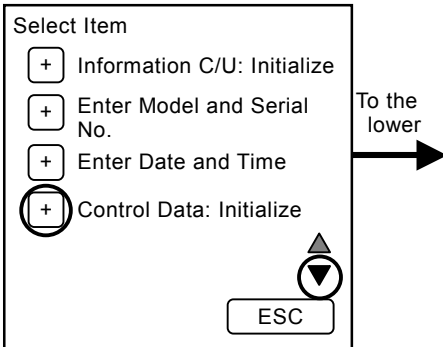 Select Item
+ Information C/U: Initialize
+ Enter Model and Serial
No.
+ Enter Date and Time
+ Control Data: Initialize
ESC
To the
lower